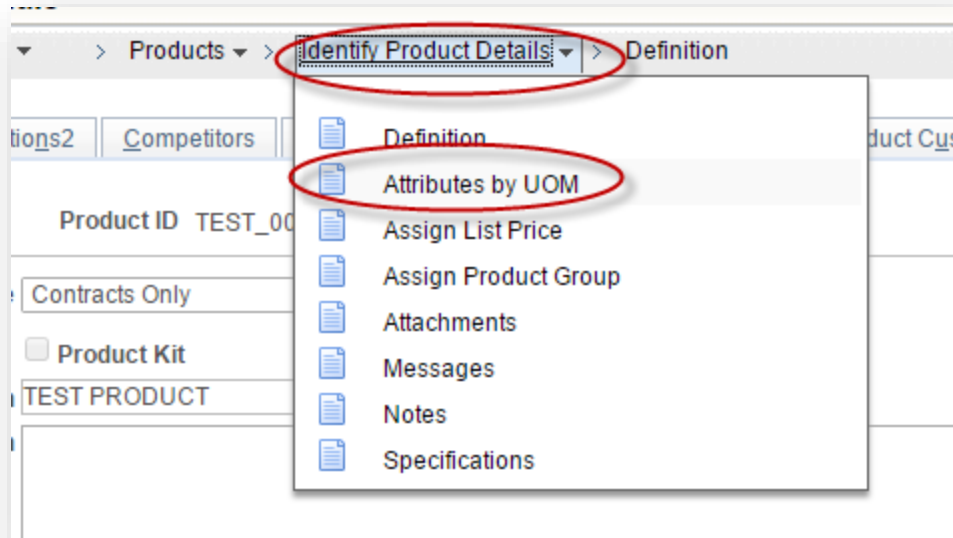 > Products > Identify Product Details > Definition
tions2 Competitors duct Cus
Definition
Attributes by UOM
Product ID TEST_00
Assign List Price
Assign Product Group
Contracts Only
Attachments
Product Kit
Messages
TEST PRODUCT
Notes
Specifications